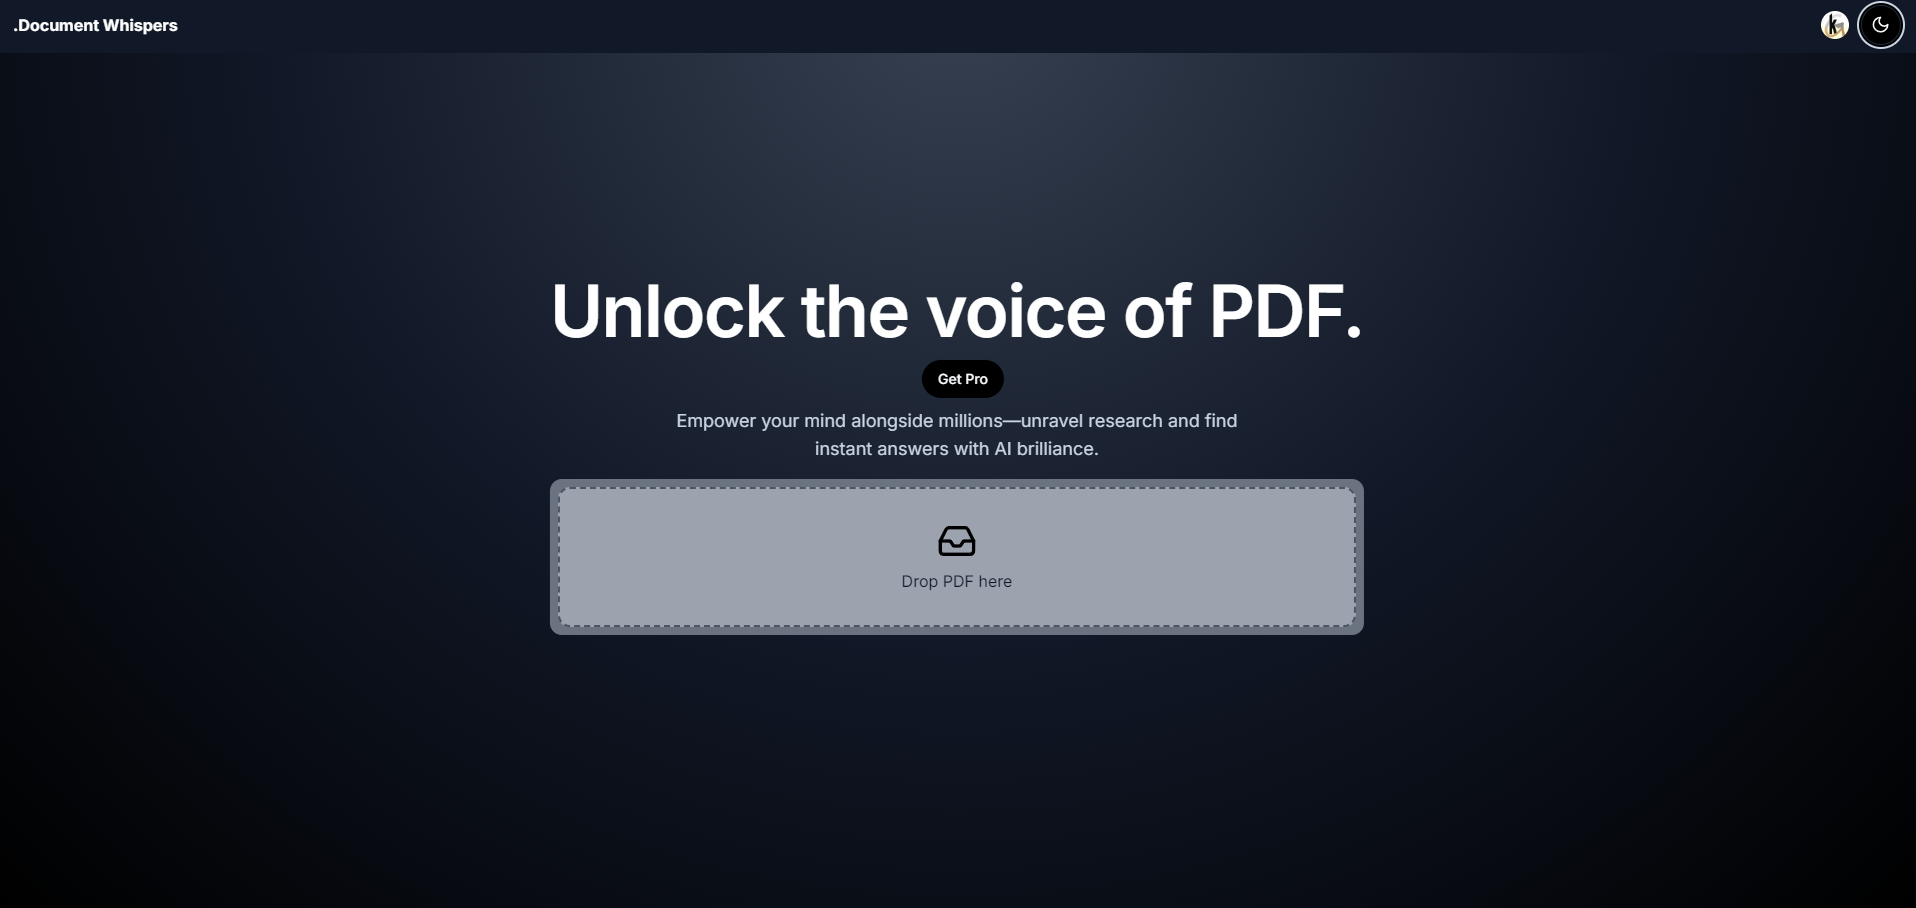 .Document Whispers
k
Unlock the voice of PDF.
Get Pro
Empower your mind alongside millions—unravel research and find
instant answers with AI brilliance.
Drop PDF here